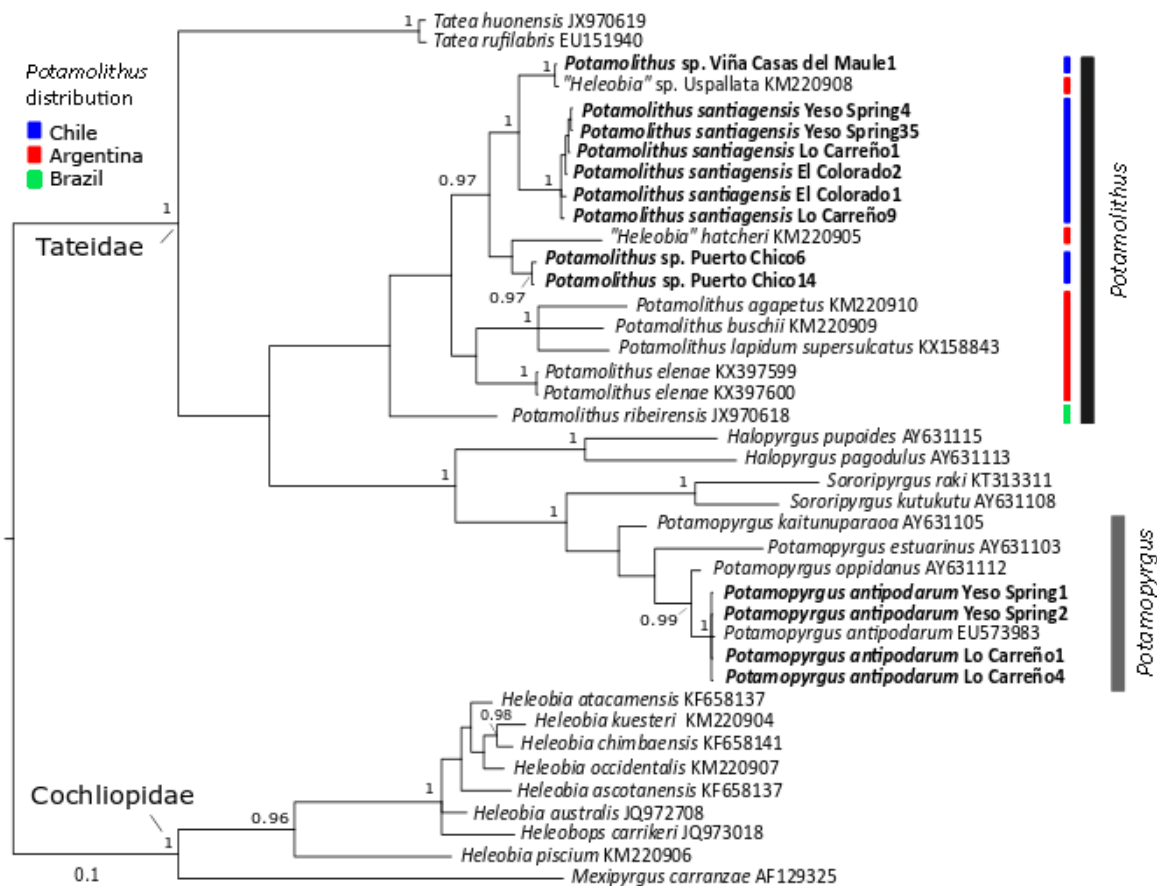 1
Tatea huonensis JX970619
Tatea rufilabris EU151940
Potamolithus
distribution
Chile
Argentina
Brazil
1
Potamolithus sp. Viña Casas del Maule1
"Heleobia" sp. Uspallata KM220908
1
Potamolithus santiagensis Yeso Spring4
Potamolithus santiagensis Yeso Spring35
Potamolithus santiagensis Lo Carreño1
0.97
1
Potamolithus santiagensis El Colorado2
Potamolithus santiagensis El Colorado1
Potamolithus santiagensis Lo Carreño9
1
Tateidae
"Heleobia" hatcheri KM220905
Potamolithus sp. Puerto Chico6
Potamolithus sp. Puerto Chico14
0.97
Potamolithus
1
Potamolithus agapetus KM220910
Potamolithus buschii KM220909
Potamolithus lapidum supersulcatus KX158843
1
Potamolithus elenae KX397599
Potamolithus elenae KX397600
Potamolithus ribeirensis JX970618
1
Halopyrgus pupoides AY631115
Halopyrgus pagodulus AY631113
1
1
Sororipyrgus raki KT313311
Sororipyrgus kutukutu AY631108
1
Potamopyrgus kaitunuparaoa AY631105
Potamopyrgus estuarinus AY631103
Potamopyrgus oppidanus AY631112
Potamopyrgus antipodarum Yeso Spring1
Potamopyrgus antipodarum Yeso Spring2
0.99
1
Potamopyrgus antipodarum EU573983
Potamopyrgus antipodarum Lo Carreño1
Potamopyrgus antipodarum Lo Carreño4
Potamopyrgus
Heleobia atacamensis KF658137
0.98
Heleobia kuesteri KM220904
Heleobia chimbaensis KF658141
Heleobia occidentalis KM220907
Heleobia ascotanensis KF658137
1
Cochliopidae
0.96
Heleobia australis JQ972708
Heleobops carrikeri JQ973018
1
Heleobia piscium KM220906
Mexipyrgus carranzae AF129325
0.1